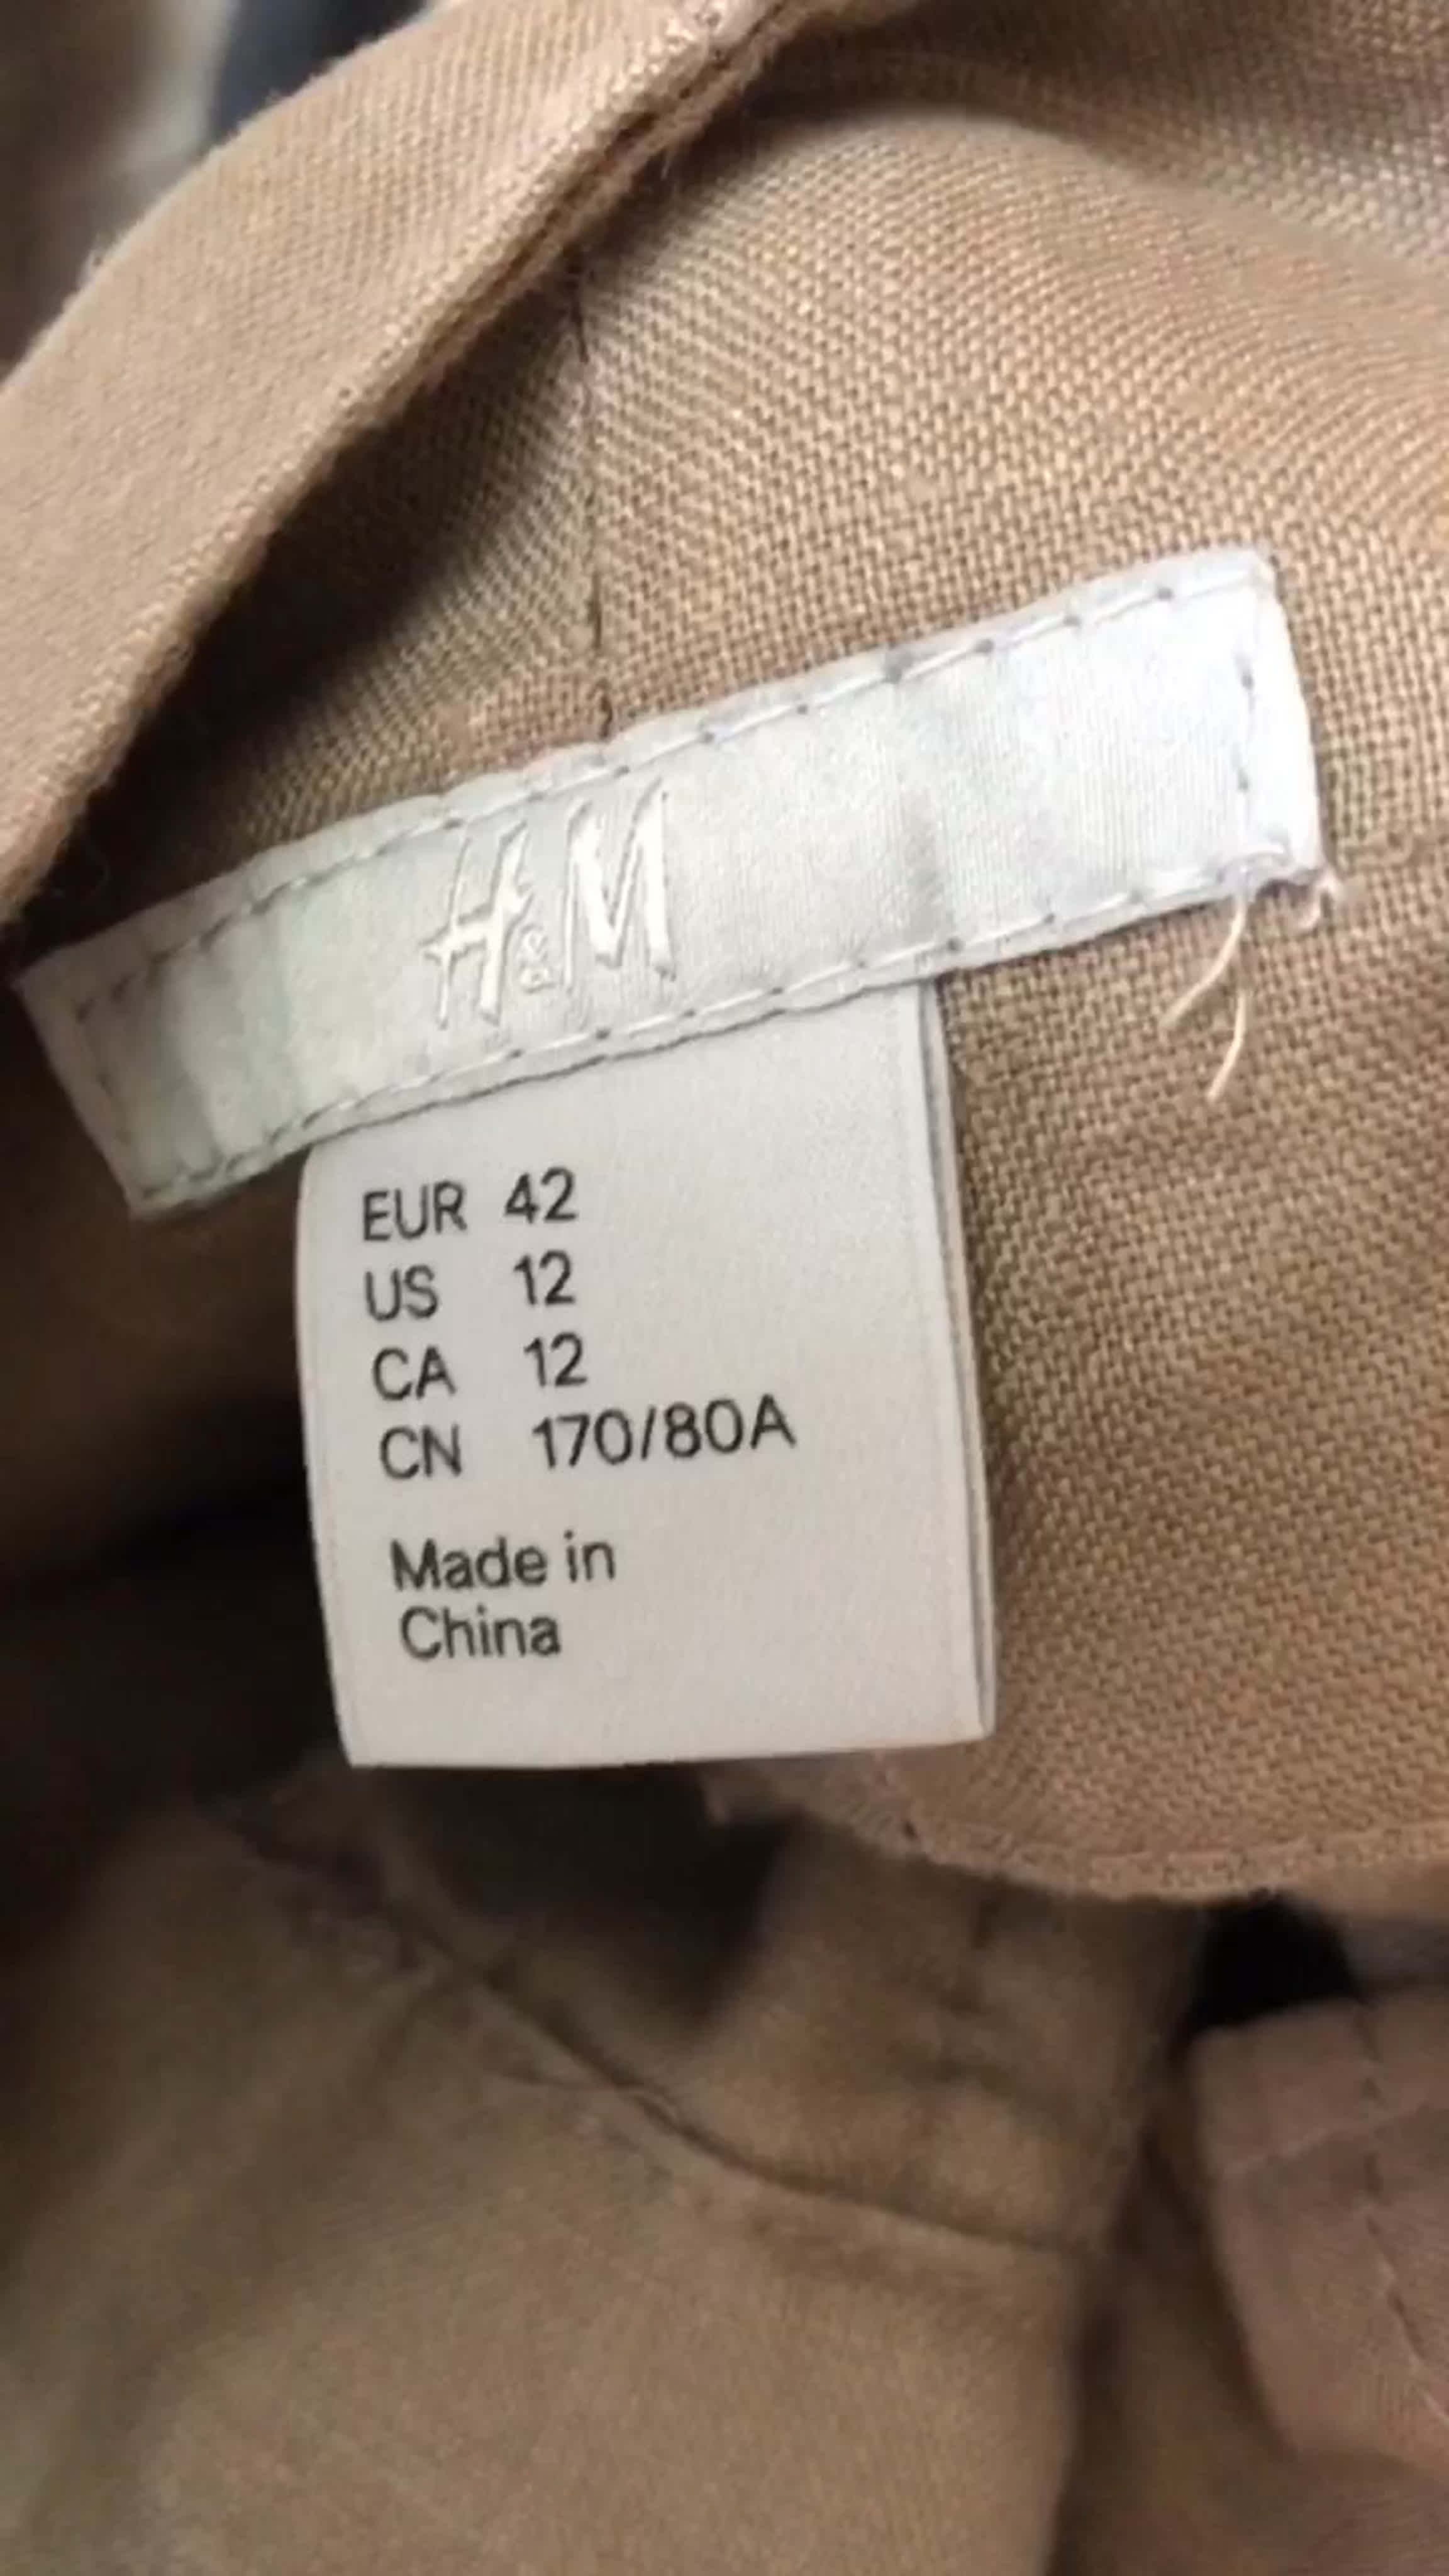 H&M
EUR 42
US 12
CA 12
CN 170/80A
Made in
China